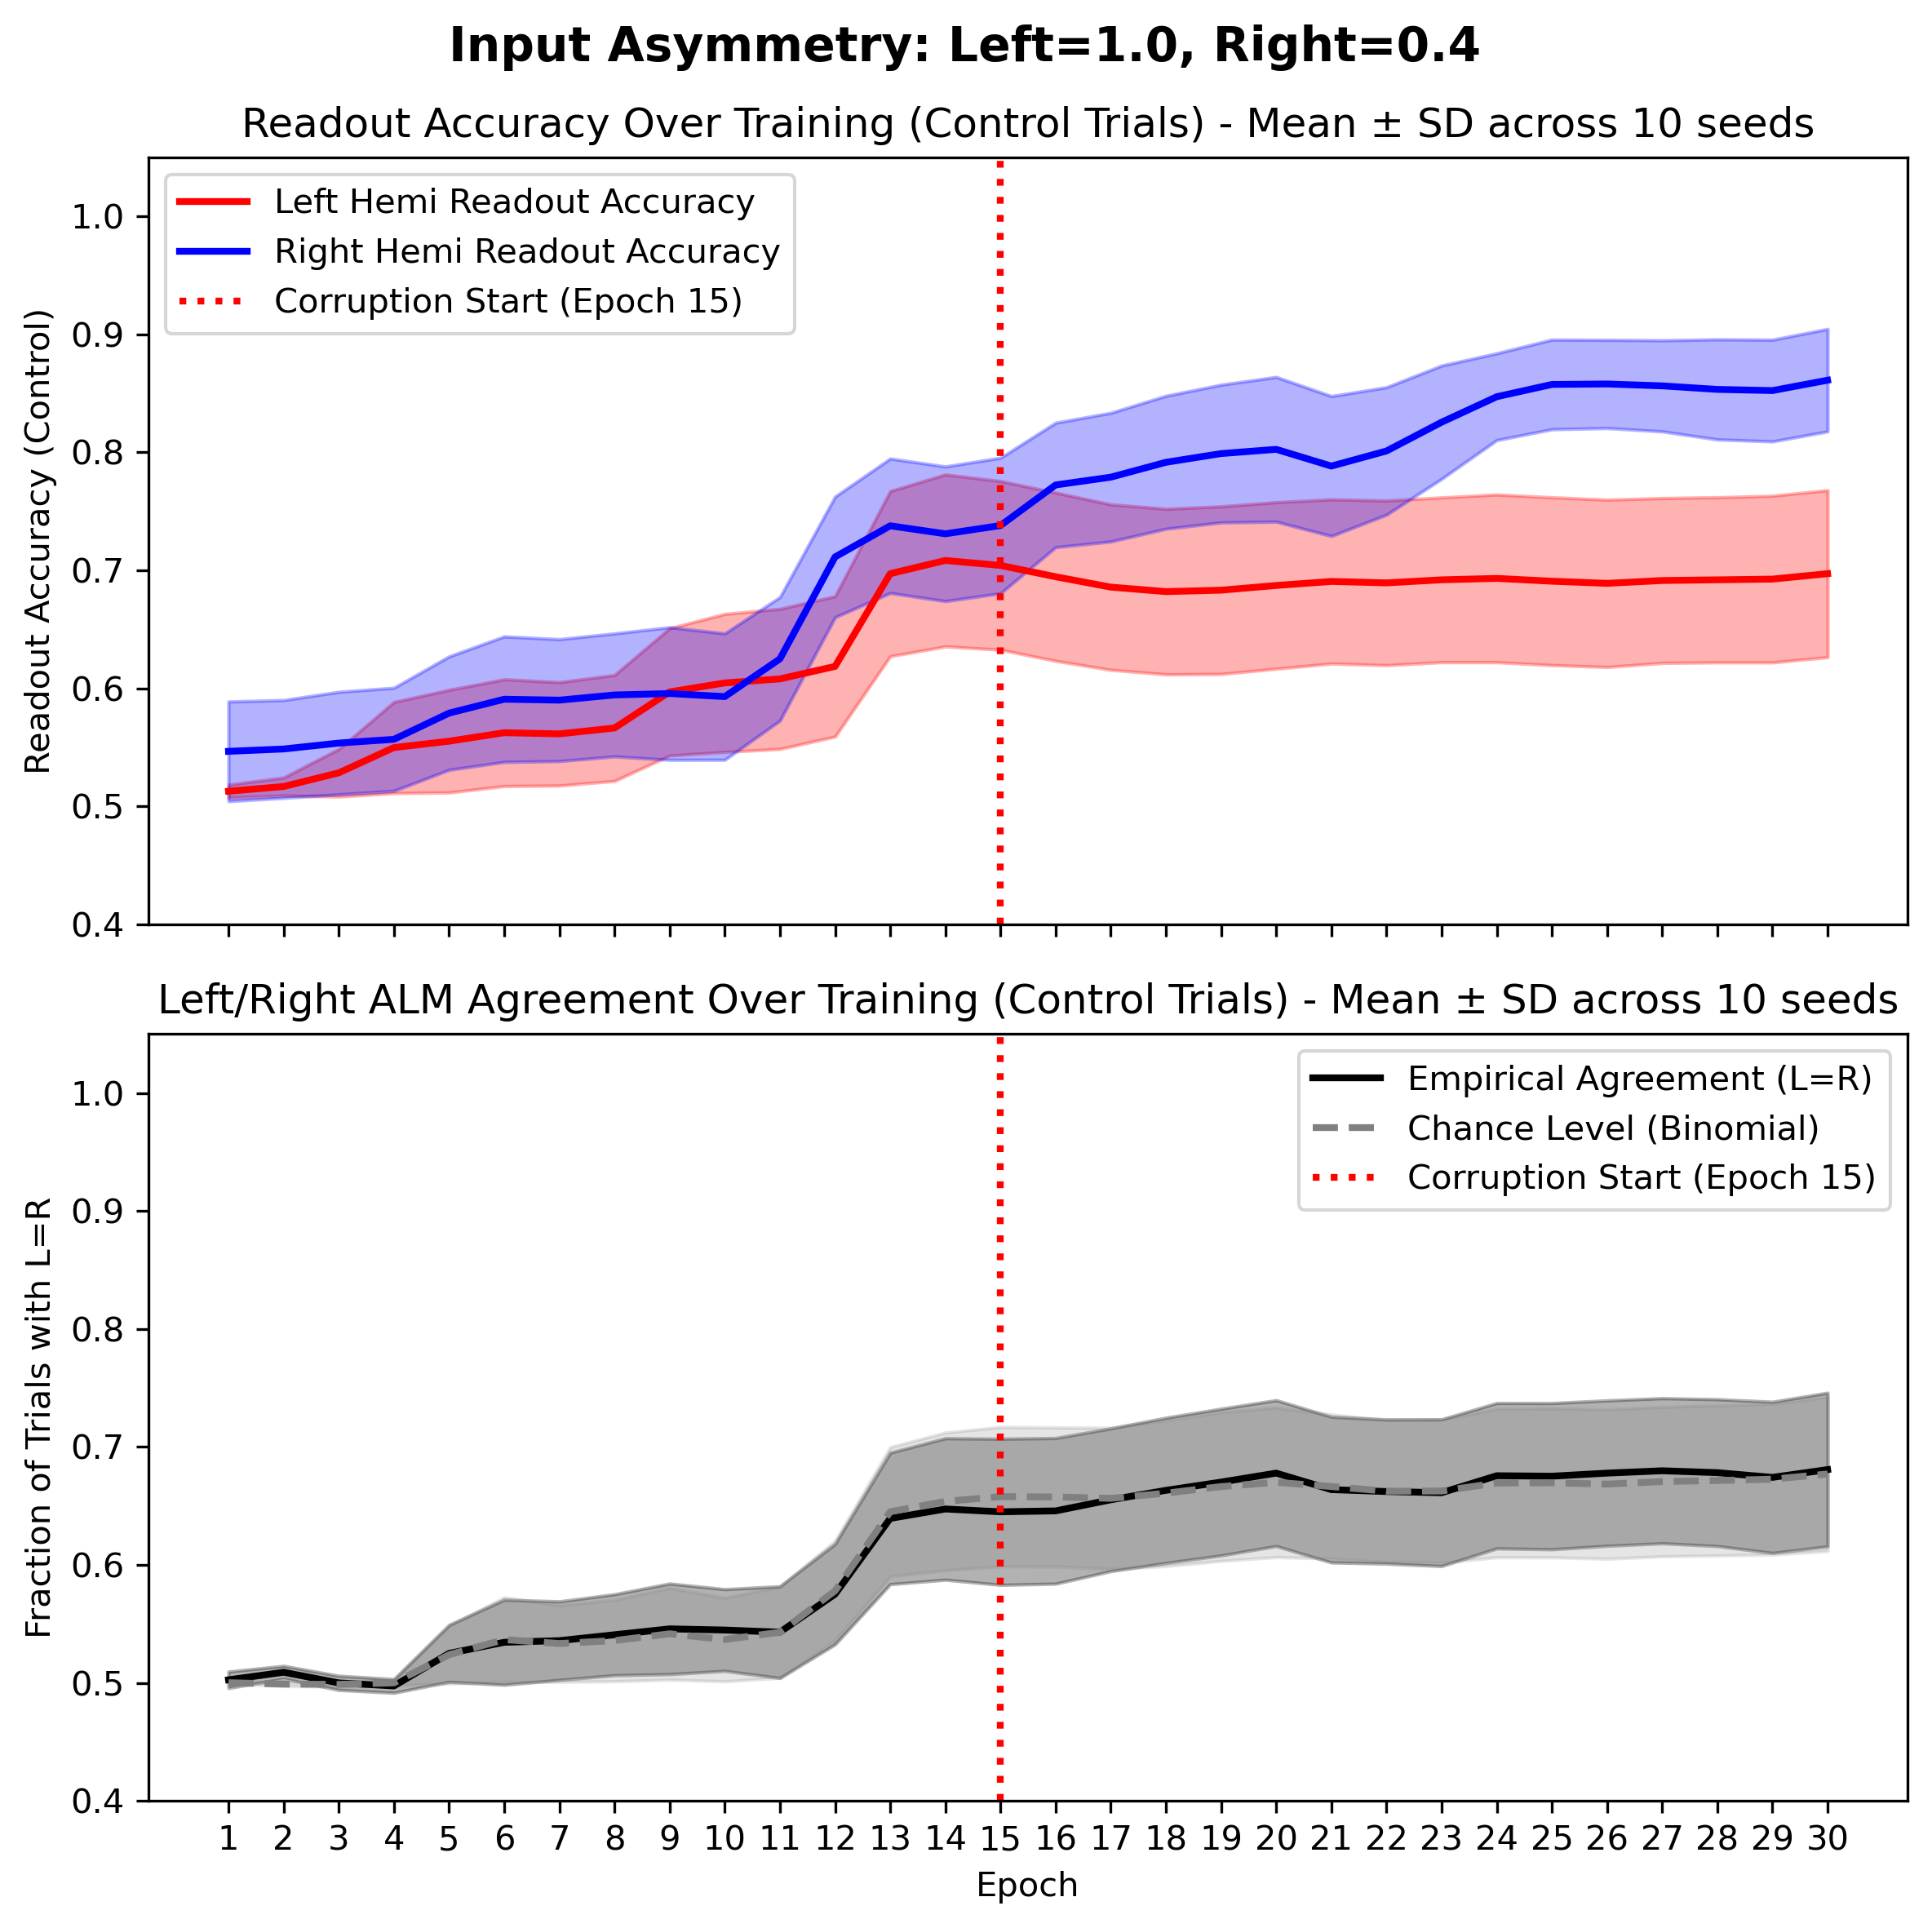 Input Asymmetry: Left=1.0, Right=0.4
Readout Accuracy Over Training (Control Trials) - Mean ± SD across 10 seeds
Left Hemi Readout Accuracy
Right Hemi Readout Accuracy
Corruption Start (Epoch 15)
Readout Accuracy (Control)
1.0
0.9
0.8
0.7
0.6
0.5
0.4
Left/Right ALM Agreement Over Training (Control Trials) - Mean ± SD across 10 seeds
Empirical Agreement (L=R)
Chance Level (Binomial)
Corruption Start (Epoch 15)
Fraction of Trials with L=R
1.0
0.9
0.8
0.7
0.6
0.5
0.4
1 2 3 4 5 6 7 8 9 10 11 12 13 14 15 16 17 18 19 20 21 22 23 24 25 26 27 28 29 30
Epoch